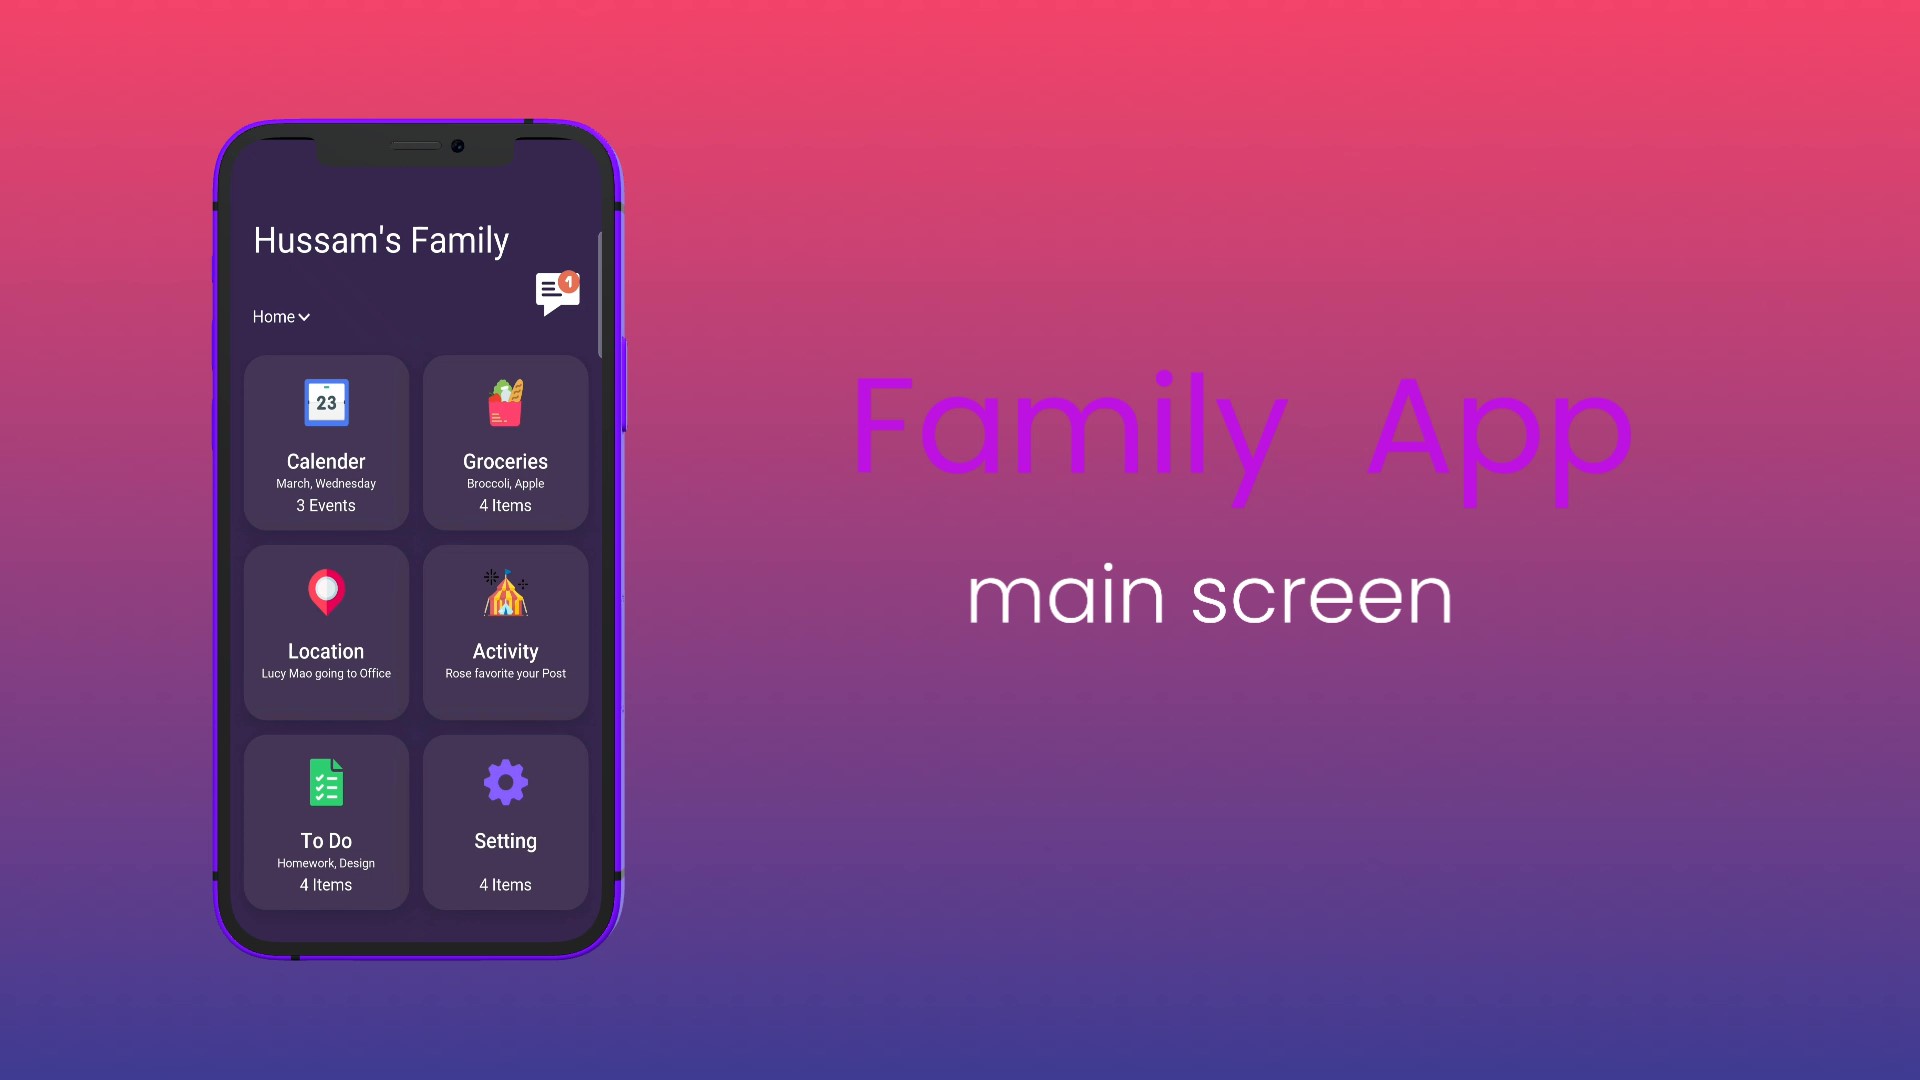 Hussam's Family
1
Home
23
Calender
March, Wednesday
3 Events
Groceries
Broccoli, Apple
4 Items
Location
Lucy Mao going to Office
Activity
Rose favorite your Post
To Do
Homework, Design
4 Items
Setting
4 Items
Family App
main screen